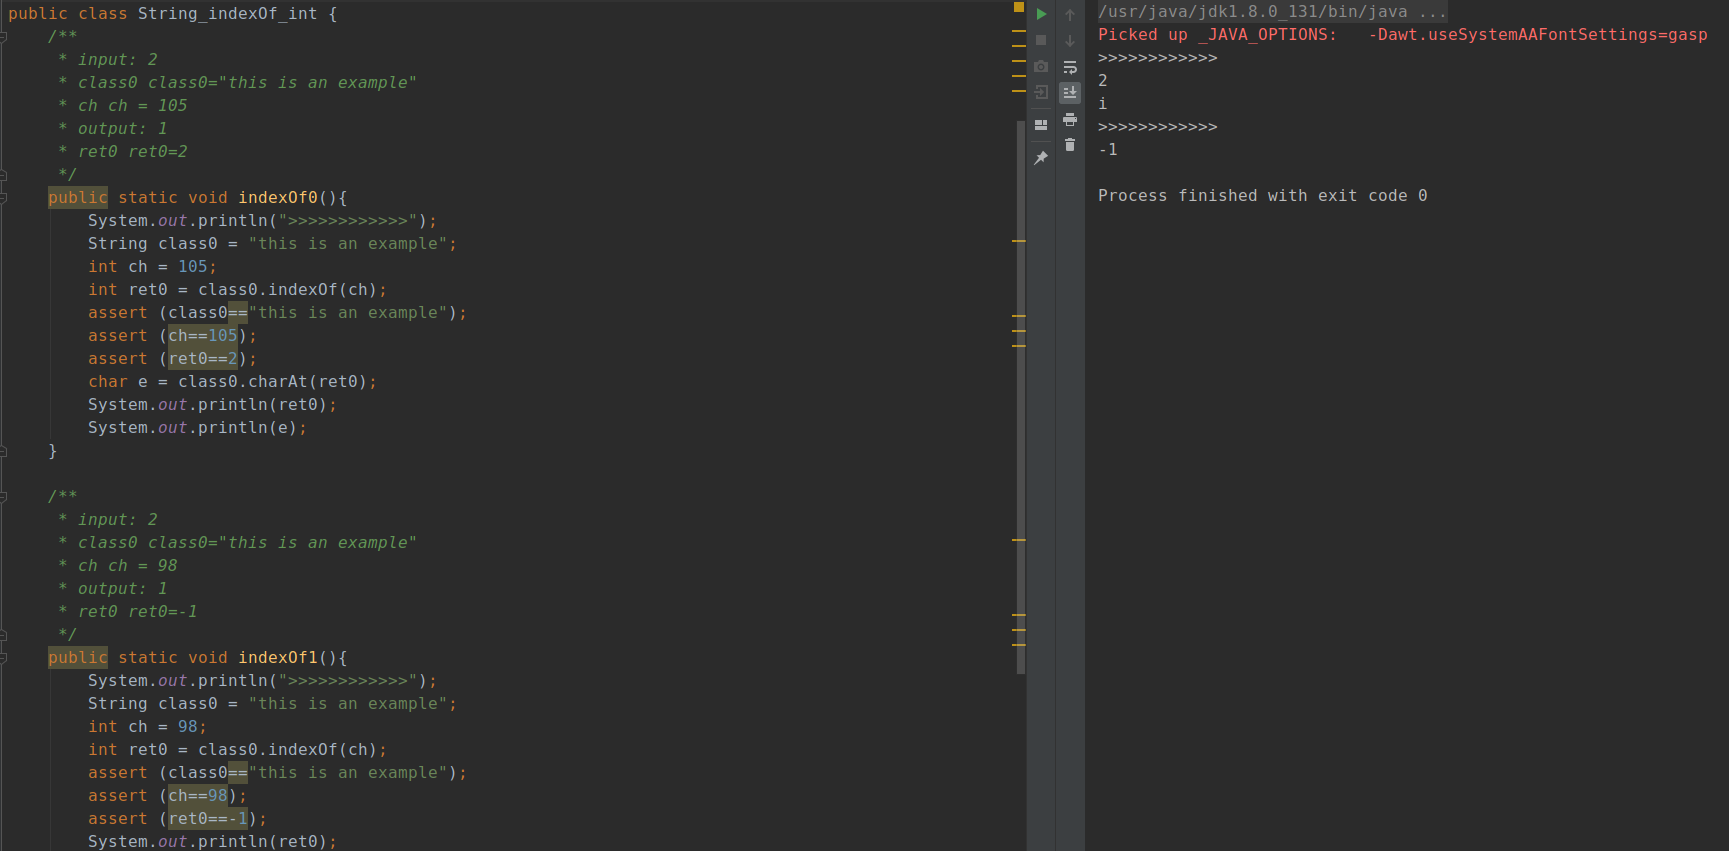 public class String_indexOf_int {
    /**
     * input: 2
     * class0 class0="this is an example"
     * ch ch = 105
     * output: 1
     * ret0 ret0=2
     */
    public static void indexOf0(){
        System.out.println(">>>>>>>>>>>>");
        String class0 = "this is an example";
        int ch = 105;
        int ret0 = class0.indexOf(ch);
        assert (class0=="this is an example");
        assert (ch==105);
        assert (ret0==2);
        char e = class0.charAt(ret0);
        System.out.println(ret0);
        System.out.println(e);
    }
    /**
     * input: 2
     * class0 class0="this is an example"
     * ch ch = 98
     * output: 1
     * ret0 ret0=-1
     */
    public static void indexOf1(){
        System.out.println(">>>>>>>>>>>>");
        String class0 = "this is an example";
        int ch = 98;
        int ret0 = class0.indexOf(ch);
        assert (class0=="this is an example");
        assert (ch==98);
        assert (ret0==-1);
        System.out.println(ret0);
/usr/java/jdk1.8.0_131/bin/java ...
Picked up _JAVA_OPTIONS:   -Dawt.useSystemAAFontSettings=gasp
>>>>>>>>>>>>
2
i
>>>>>>>>>>>>
-1
Process finished with exit code 0